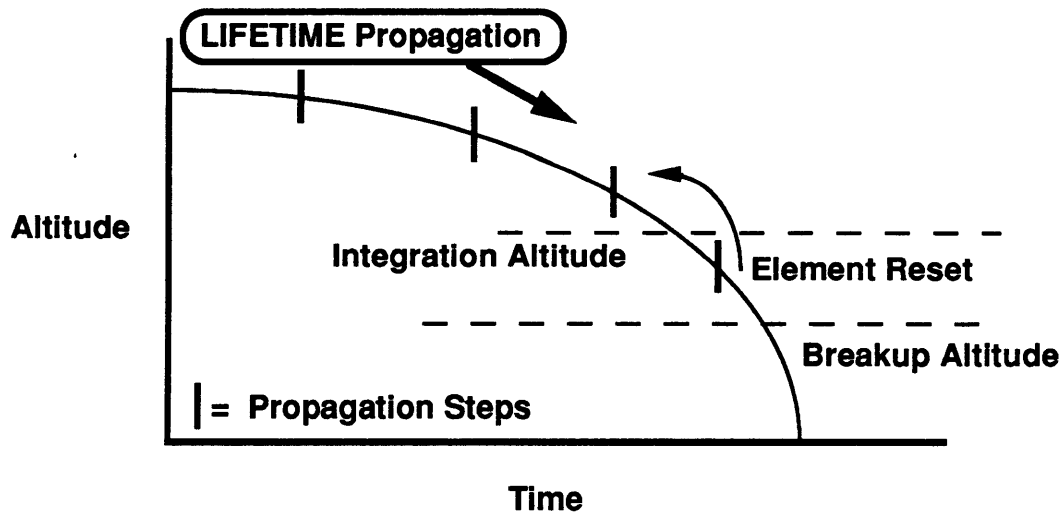 LIFETIME Propagation
Altitude
Integration Altitude
Element Reset
Breakup Altitude
= Propagation Steps
Time